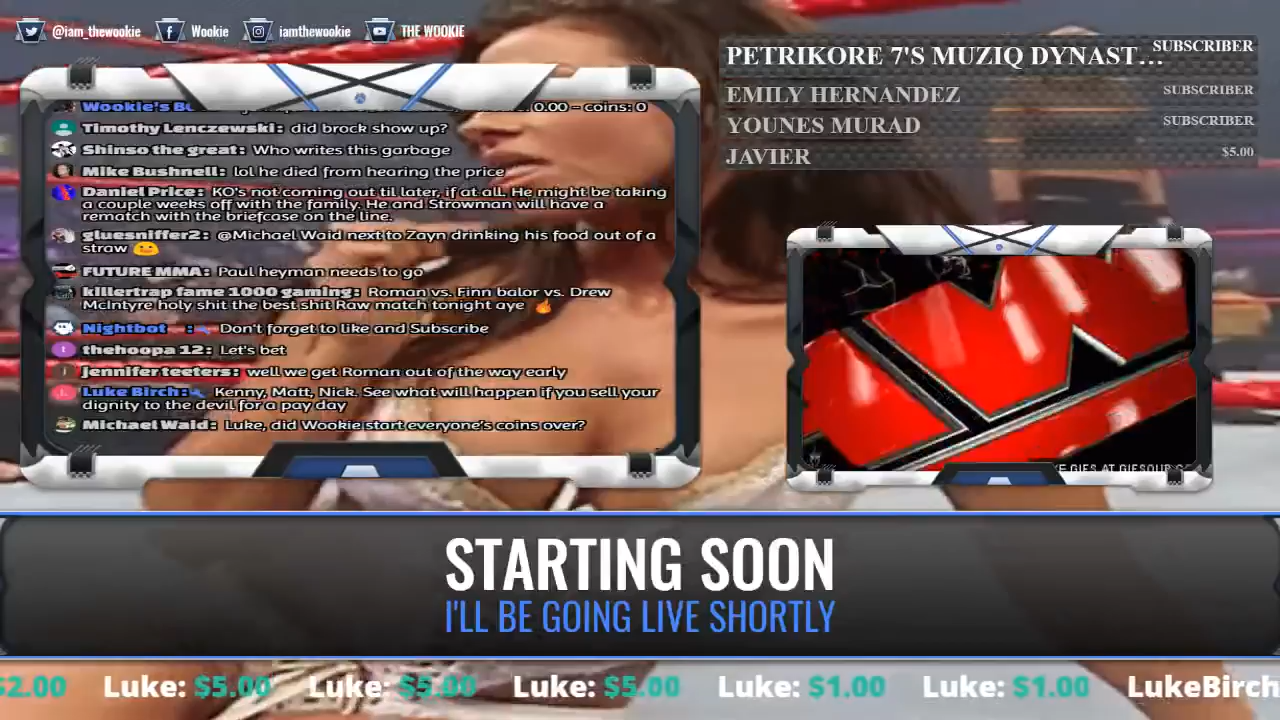 @iam_thewookie Wookie iamthewookie THE WOOKIE
PETRIKORE 7'S MUZIQ DYNAST... SUBSCRIBER
EMILY HERNANDEZ SUBSCRIBER
YOUNES MURAD SUBSCRIBER
JAVIER $5.00
Wookie's 0.00 - coins: 0
Timothy Lenczewski: did brock show up?
Shinso the great: Who writes this garbage
Mike Bushnell: lol he died from hearing the price
Daniel Price: KO's not coming out til later, if at all. He might be taking
a couple weeks off with the family. He and Strowman will have a
rematch with the briefcase on the line.
gluesniffer2: @Michael Waid next to Zayn drinking his food out of a
straw
FUTURE MMA: Paul heyman needs to go
killertrap fame 1000 gaming: Roman vs. Finn balor vs. Drew
McIntyre holy shit the best shit Raw match tonight aye
Nightbot : Don't forget to like and Subscribe
thehoopa 12: Let's bet
jennifer teeters: well we get Roman out of the way early
Luke Birch: Kenny, Matt, Nick. See what will happen if you sell your
dignity to the devil for a pay day
Michael Waid: Luke, did Wookie start everyone's coins over?
STARTING SOON
I'LL BE GOING LIVE SHORTLY
$2.00 Luke: $5.00 Luke: $5.00 Luke: $5.00 Luke: $1.00 Luke: $1.00 LukeBirch